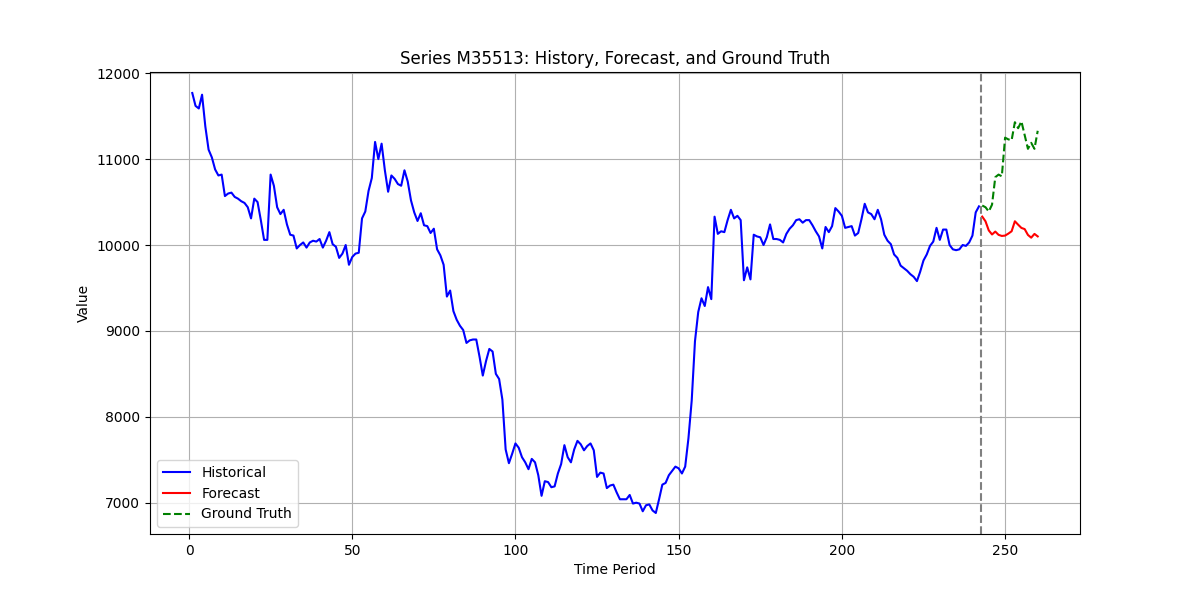 Series M35513: History, Forecast, and Ground Truth
12000
11000
10000
9000
8000
7000
Value
Historical
Forecast
Ground Truth
0 50 100 150 200 250
Time Period